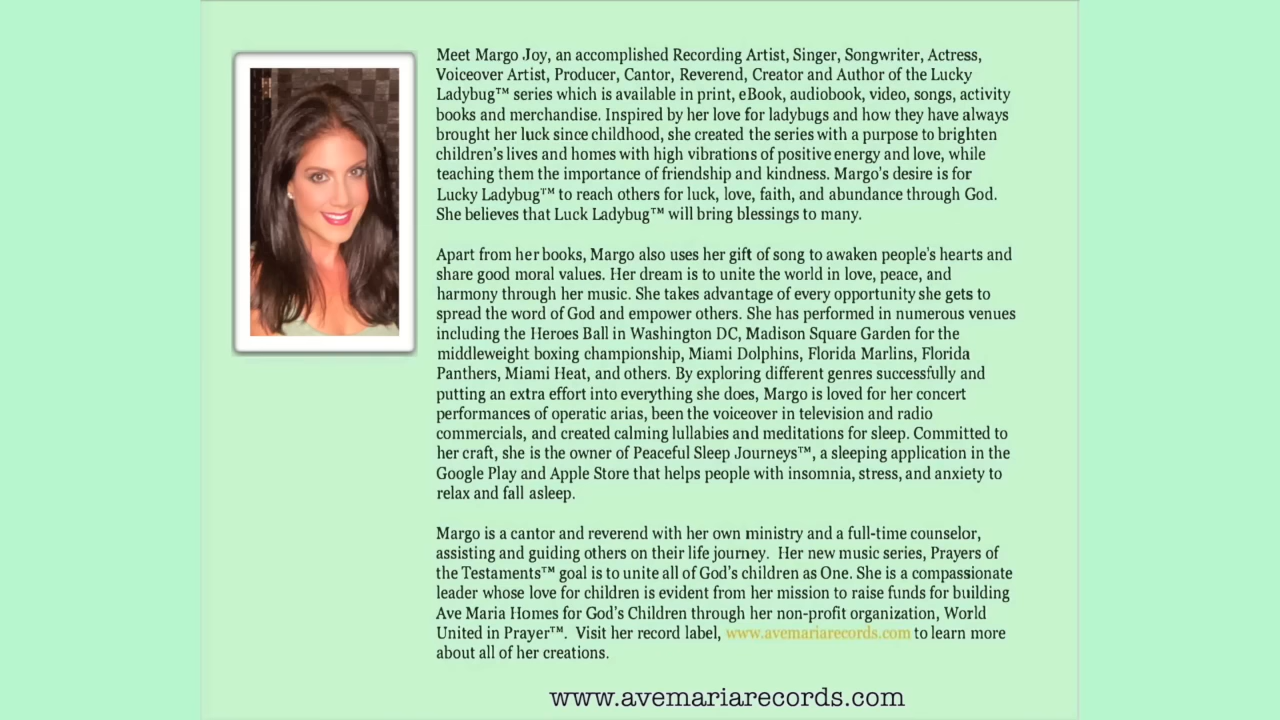 Meet Margo Joy, an accomplished Recording Artist, Singer, Songwriter, Actress,
Voiceover Artist, Producer, Cantor, Reverend, Creator and Author of the Lucky
Ladybug™ series which is available in print, eBook, audiobook, video, songs, activity
books and merchandise. Inspired by her love for ladybugs and how they have always
brought her luck since childhood, she created the series with a purpose to brighten
children's lives and homes with high vibrations of positive energy and love, while
teaching them the importance of friendship and kindness. Margo's desire is for
Lucky Ladybug™ to reach others for luck, love, faith, and abundance through God.
She believes that Luck Ladybug™ will bring blessings to many.
Apart from her books, Margo also uses her gift of song to awaken people's hearts and
share good moral values. Her dream is to unite the world in love, peace, and
harmony through her music. She takes advantage of every opportunity she gets to
spread the word of God and empower others. She has performed in numerous venues
including the Heroes Ball in Washington DC, Madison Square Garden for the
middleweight boxing championship, Miami Dolphins, Florida Marlins, Florida
Panthers, Miami Heat, and others. By exploring different genres successfully and
putting an extra effort into everything she does, Margo is loved for her concert
performances of operatic arias, been the voiceover in television and radio
commercials, and created calming lullabies and meditations for sleep. Committed to
her craft, she is the owner of Peaceful Sleep Journeys™, a sleeping application in the
Google Play and Apple Store that helps people with insomnia, stress, and anxiety to
relax and fall asleep.
Margo is a cantor and reverend with her own ministry and a full-time counselor,
assisting and guiding others on their life journey.  Her new music series, Prayers of
the Testaments™ goal is to unite all of God's children as One. She is a compassionate
leader whose love for children is evident from her mission to raise funds for building
Ave Maria Homes for God's Children through her non-profit organization, World
United in Prayer™.  Visit her record label, www.avemariarecords.com to learn more
about all of her creations.
www.avemariarecords.com